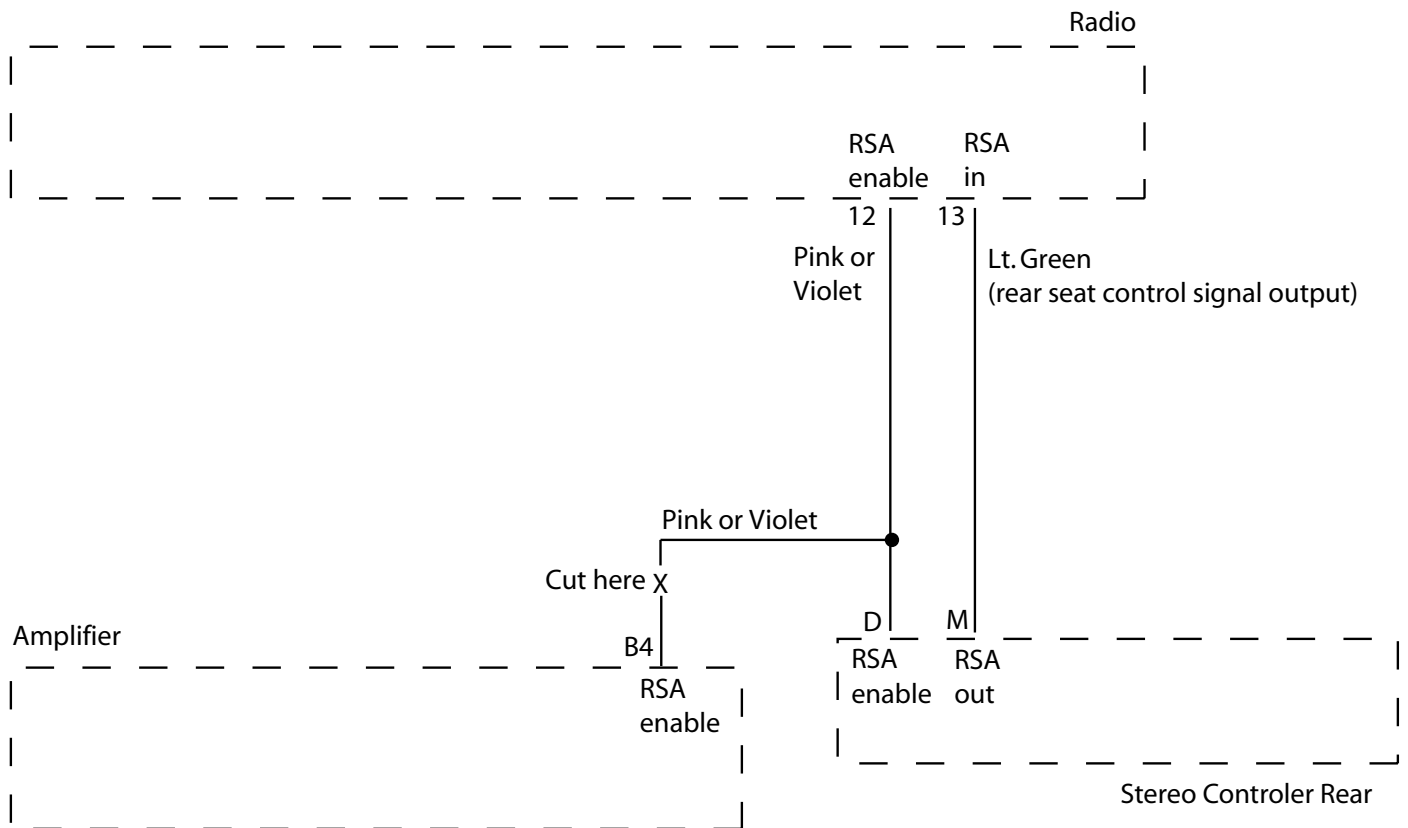 Radio
RSA
enable
RSA
in
12
13
Pink or
Violet
Lt. Green
(rear seat control signal output)
Pink or Violet
Cut here X
Amplifier
B4
RSA
enable
D
M
RSA
enable
RSA
out
Stereo Controler Rear